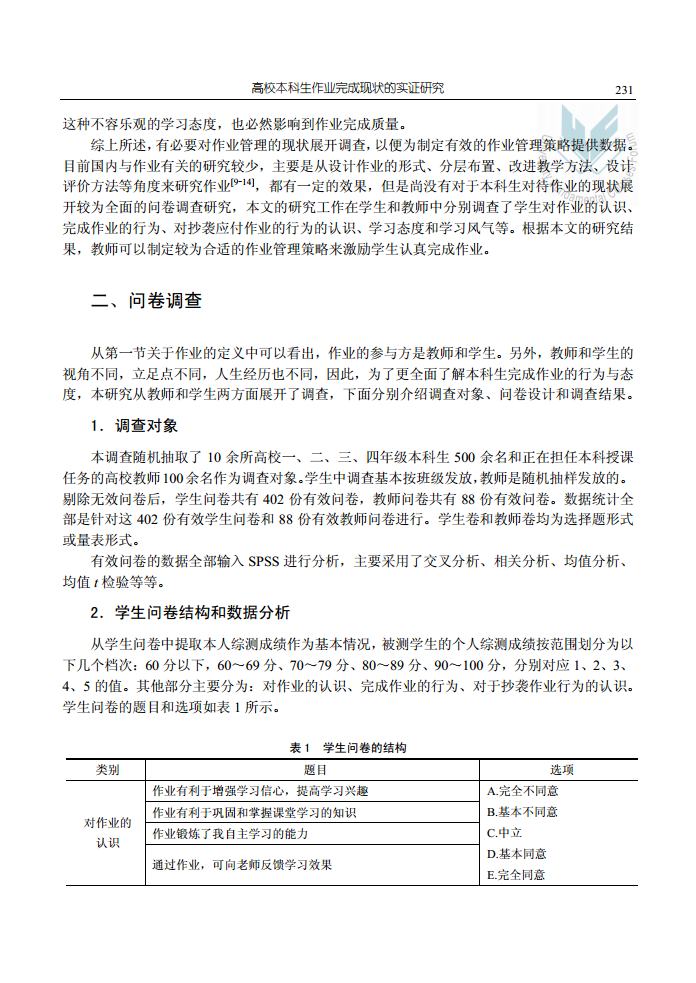 高校本科生作业完成现状的实证研究 231
这种不容乐观的学习态度，也必然影响到作业完成质量。
综上所述，有必要对作业管理的现状展开调查，以便为制定有效的作业管理策略提供数据。
目前国内与作业有关的研究较少，主要是从设计作业的形式、分层布置、改进教学方法、设计
评价方法等角度来研究作业[9-14]，都有一定的效果，但是尚没有对于本科生对待作业的现状展
开较为全面的问卷调查研究，本文的研究工作在学生和教师中分别调查了学生对作业的认识、
完成作业的行为、对抄袭应付作业的行为的认识、学习态度和学习风气等。根据本文的研究结
果，教师可以制定较为合适的作业管理策略来激励学生认真完成作业。
二、问卷调查
从第一节关于作业的定义中可以看出，作业的参与方是教师和学生。另外，教师和学生的
视角不同，立足点不同，人生经历也不同，因此，为了更全面了解本科生完成作业的行为与态
度，本研究从教师和学生两方面展开了调查，下面分别介绍调查对象、问卷设计和调查结果。
1．调查对象
本调查随机抽取了 10 余所高校一、二、三、四年级本科生 500 余名和正在担任本科授课
任务的高校教师100余名作为调查对象。学生中调查基本按班级发放，教师是随机抽样发放的。
剔除无效问卷后，学生问卷共有 402 份有效问卷，教师问卷共有 88 份有效问卷。数据统计全
部是针对这 402 份有效学生问卷和 88 份有效教师问卷进行。学生卷和教师卷均为选择题形式
或量表形式。
有效问卷的数据全部输入 SPSS 进行分析，主要采用了交叉分析、相关分析、均值分析、
均值 t 检验等等。
2．学生问卷结构和数据分析
从学生问卷中提取本人综测成绩作为基本情况，被测学生的个人综测成绩按范围划分为以
下几个档次：60 分以下，60～69 分、70～79 分、80～89 分、90～100 分，分别对应 1、2、3、
4、5 的值。其他部分主要分为：对作业的认识、完成作业的行为、对于抄袭作业行为的认识。
学生问卷的题目和选项如表 1 所示。
表 1 学生问卷的结构
类别 题目 选项
对作业的
认识
作业有利于增强学习信心，提高学习兴趣
作业有利于巩固和掌握课堂学习的知识
作业锻炼了我自主学习的能力
通过作业，可向老师反馈学习效果
A.完全不同意
B.基本不同意
C.中立
D.基本同意
E.完全同意